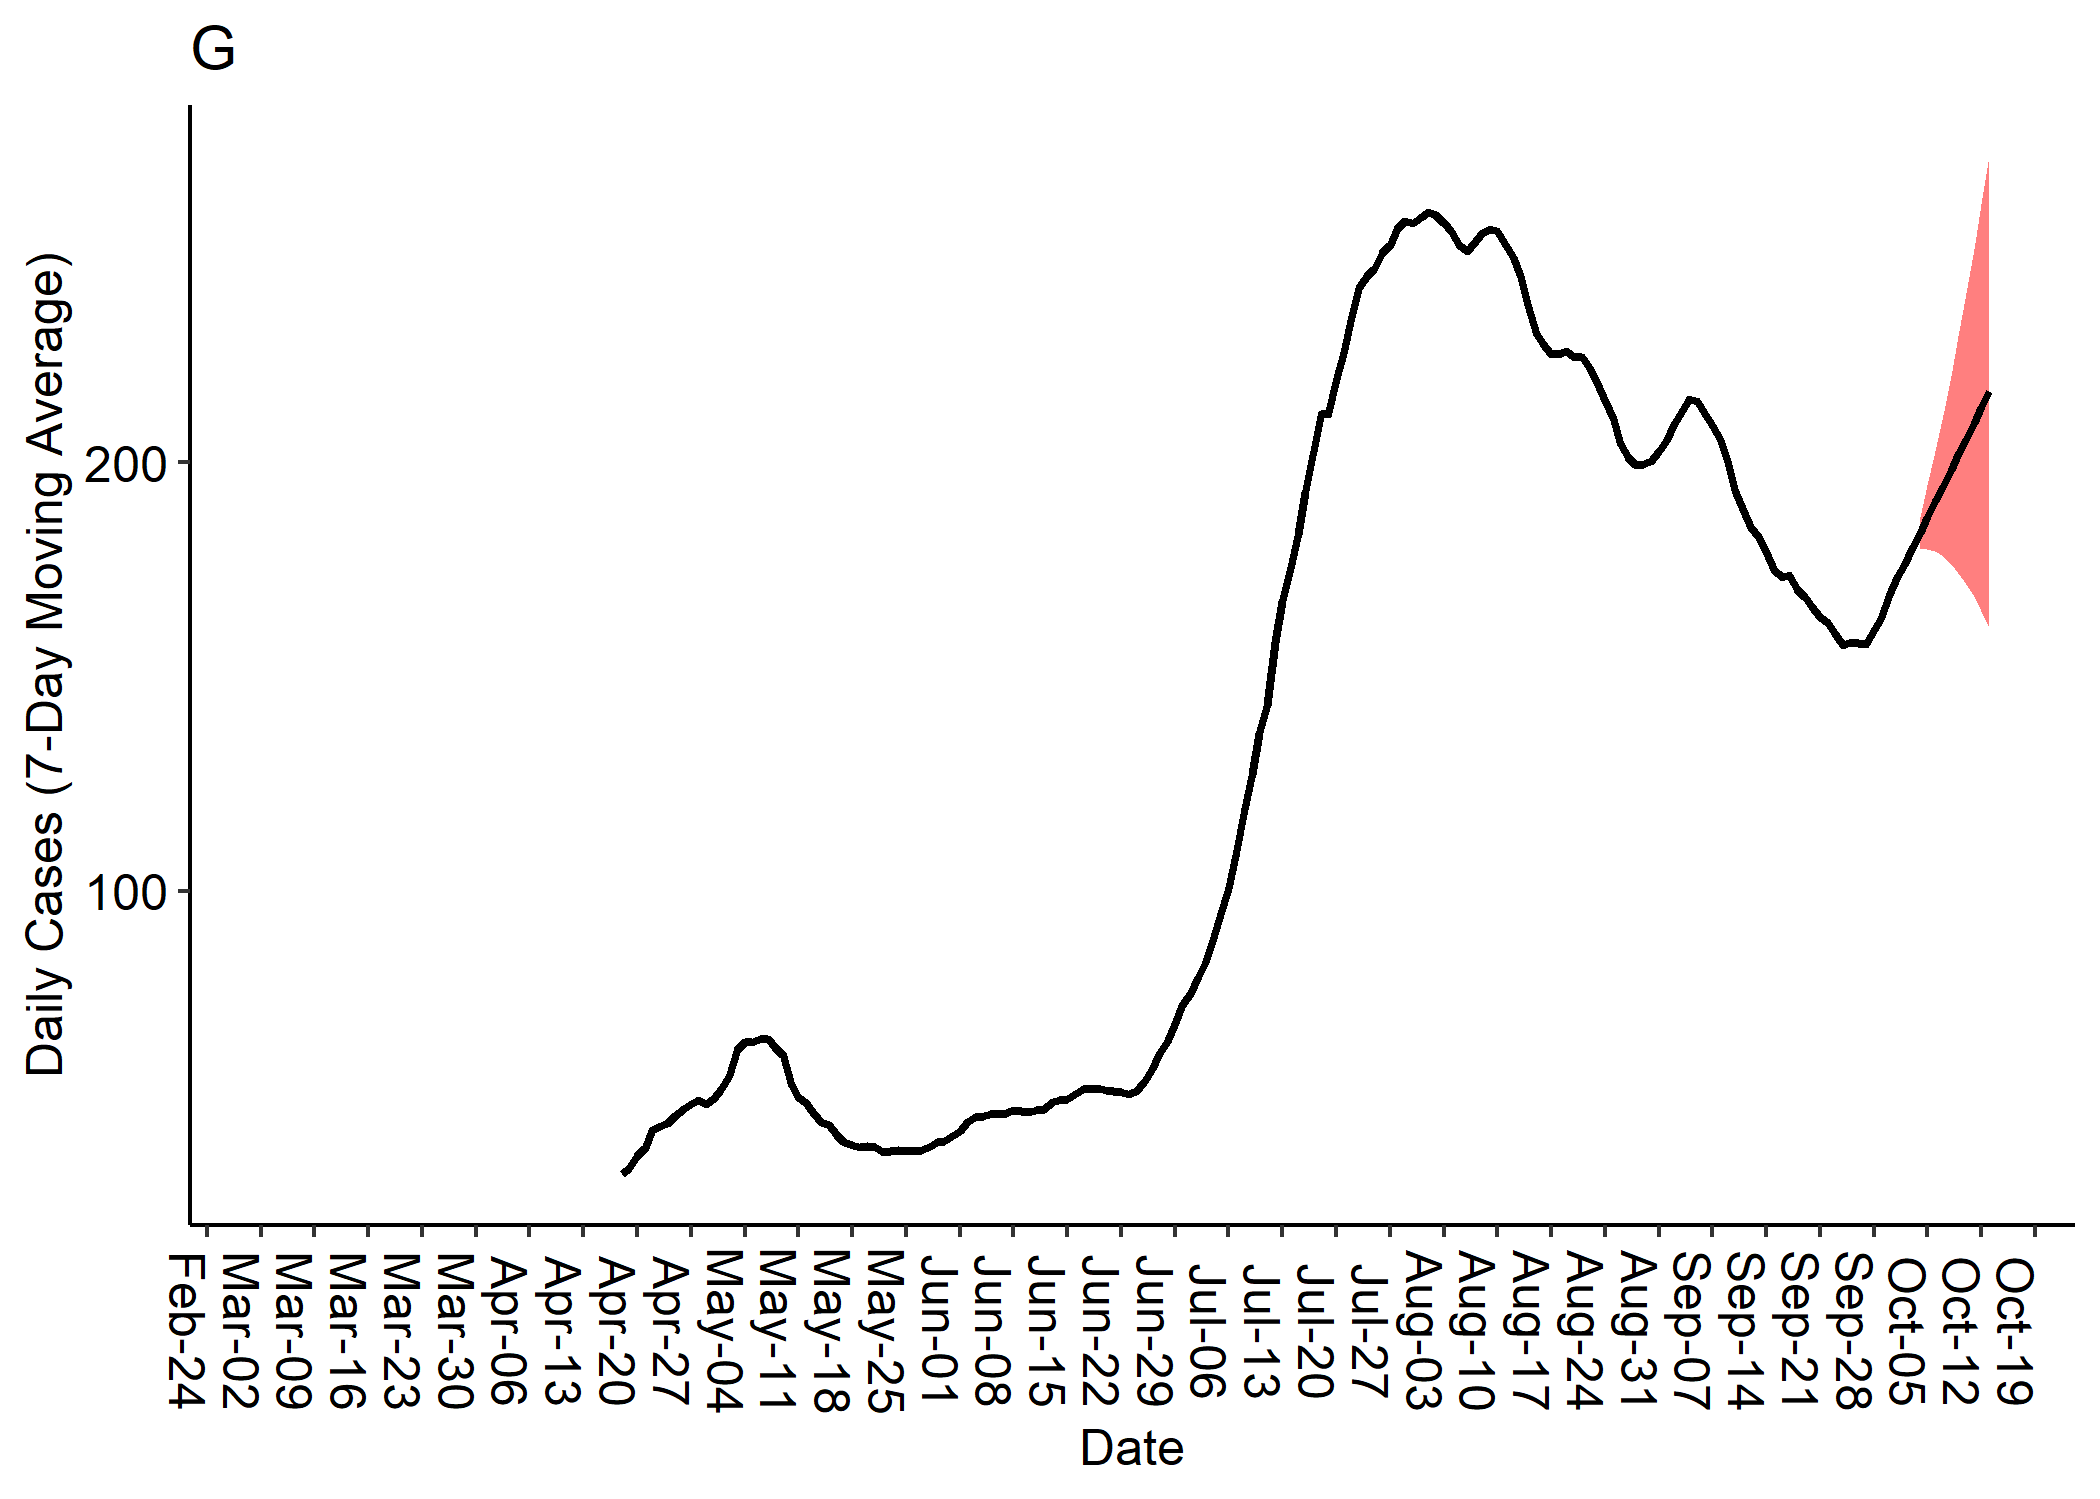 G
Daily Cases (7-Day Moving Average)
200
100
Feb-24
Mar-02
Mar-09
Mar-16
Mar-23
Mar-30
Apr-06
Apr-13
Apr-20
Apr-27
May-04
May-11
May-18
May-25
Jun-01
Jun-08
Jun-15
Jun-22
Jun-29
Jul-06
Jul-13
Jul-20
Jul-27
Aug-03
Aug-10
Aug-17
Aug-24
Aug-31
Sep-07
Sep-14
Sep-21
Sep-28
Oct-05
Oct-12
Oct-19
Date